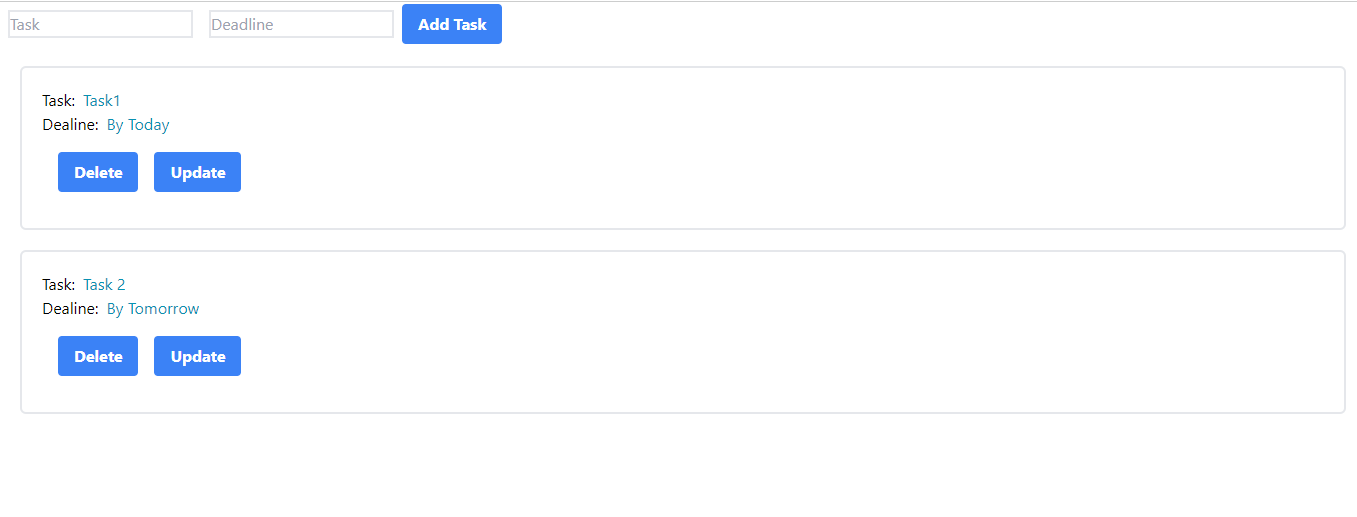 Task Deadline Add Task
Task: Task1
Dealine: By Today
Delete Update
Task: Task 2
Dealine: By Tomorrow
Delete Update